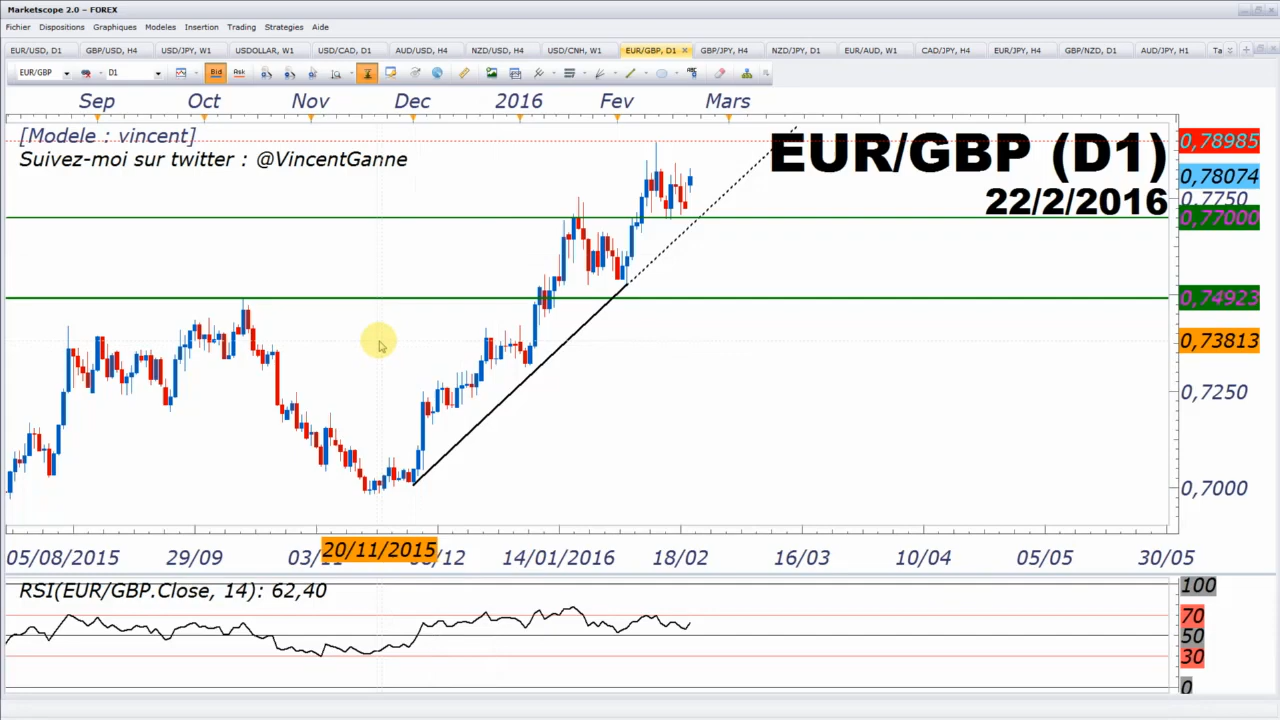 Marketscope 2.0 – FOREX
Fichier Dispositions Graphiques Modeles Insertion Trading Strategies Aide
EUR/USD, D1 GBP/USD, H4 USD/JPY, W1 USDOLLAR, W1 USD/CAD, D1 AUD/USD, H4 NZD/USD, H4 USD/CNH, W1 EUR/GBP, D1 GBP/JPY, H4 NZD/JPY, D1 EUR/AUD, W1 CAD/JPY, H4 EUR/JPY, H4 GBP/NZD, D1 AUD/JPY, H1 Ta
EUR/GBP D1 Bid Ask
Sep Oct Nov Dec 2016 Fev Mars
[Modele : vincent]
Suivez-moi sur twitter : @VincentGanne
EUR/GBP (D1)
22/2/2016
0,78985
0,78074
0,7750
0,77000
0,74923
0,73813
0,7250
0,7000
05/08/2015 29/09 03/11 20/11/2015 14/01/2016 18/02 16/03 10/04 05/05 30/05
RSI(EUR/GBP.Close, 14): 62,40
100
70
50
30
0